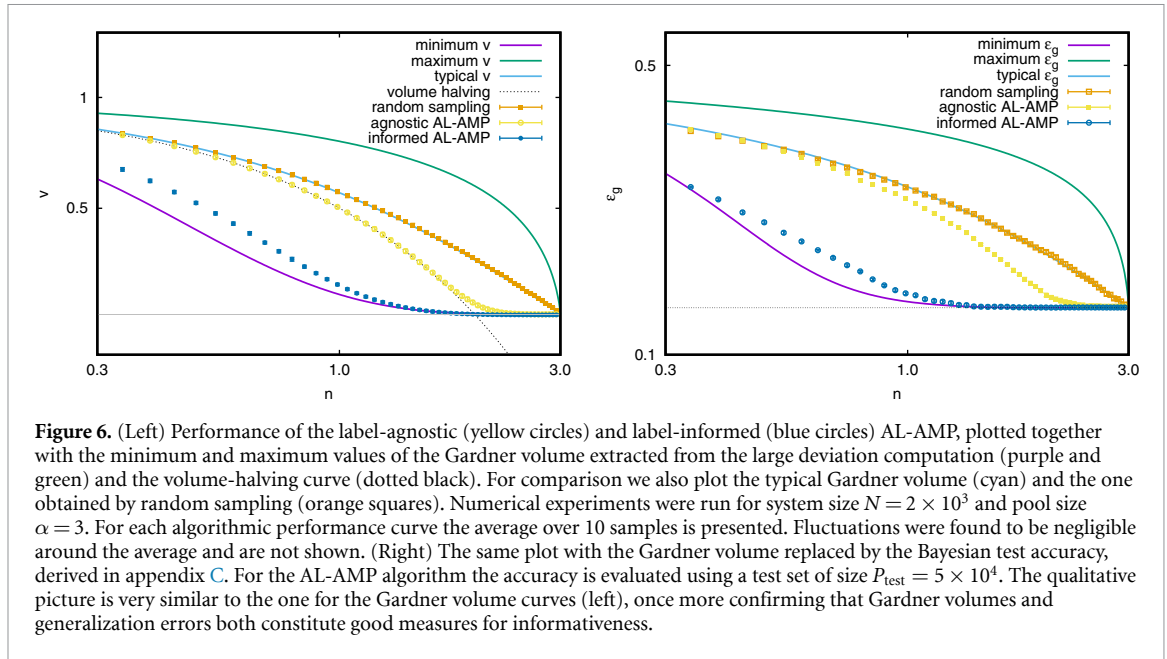 minimum v
maximum v
typical v
volume halving
random sampling
agnostic AL-AMP
informed AL-AMP
1
0.5
v
0.3
1.0
3.0
n
minimum εg
maximum εg
typical εg
random sampling
agnostic AL-AMP
informed AL-AMP
0.5
0.1
εg
0.3
1.0
3.0
n
Figure 6. (Left) Performance of the label-agnostic (yellow circles) and label-informed (blue circles) AL-AMP, plotted together
with the minimum and maximum values of the Gardner volume extracted from the large deviation computation (purple and
green) and the volume-halving curve (dotted black). For comparison we also plot the typical Gardner volume (cyan) and the one
obtained by random sampling (orange squares). Numerical experiments were run for system size N = 2 × 10³ and pool size
α = 3. For each algorithmic performance curve the average over 10 samples is presented. Fluctuations were found to be negligible
around the average and are not shown. (Right) The same plot with the Gardner volume replaced by the Bayesian test accuracy,
derived in appendix C. For the AL-AMP algorithm the accuracy is evaluated using a test set of size Ptest = 5 × 10⁴. The qualitative
picture is very similar to the one for the Gardner volume curves (left), once more confirming that Gardner volumes and
generalization errors both constitute good measures for informativeness.